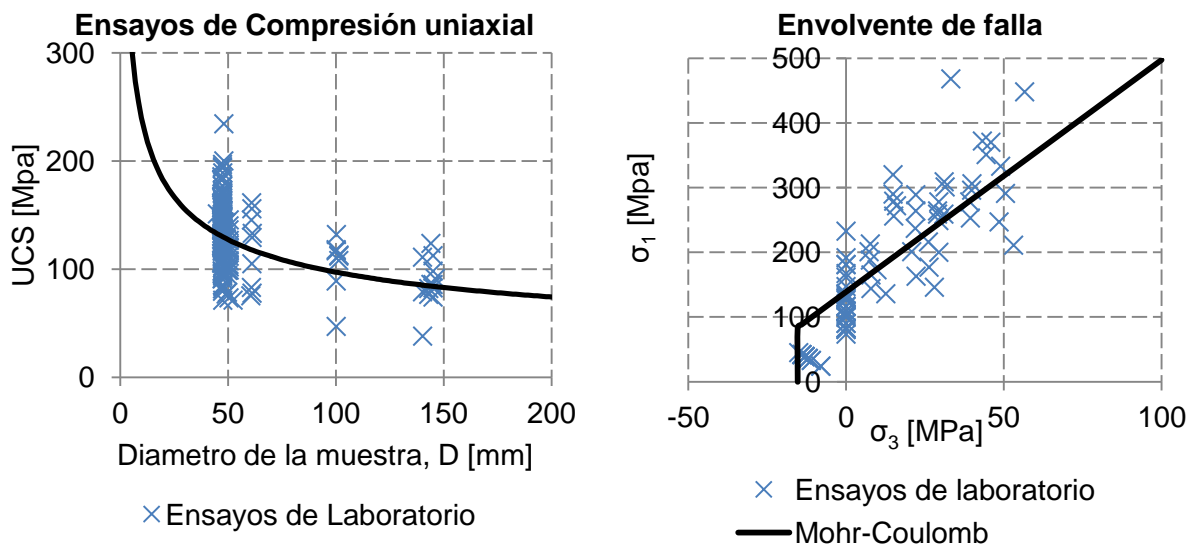 Ensayos de Compresión uniaxial
300
200
100
0
UCS [Mpa]
0 50 100 150 200
Diametro de la muestra, D [mm]
Ensayos de Laboratorio
Envolvente de falla
500
400
300
200
100
0
σ1 [Mpa]
-50 0 50 100
σ3 [MPa]
Ensayos de laboratorio
Mohr-Coulomb